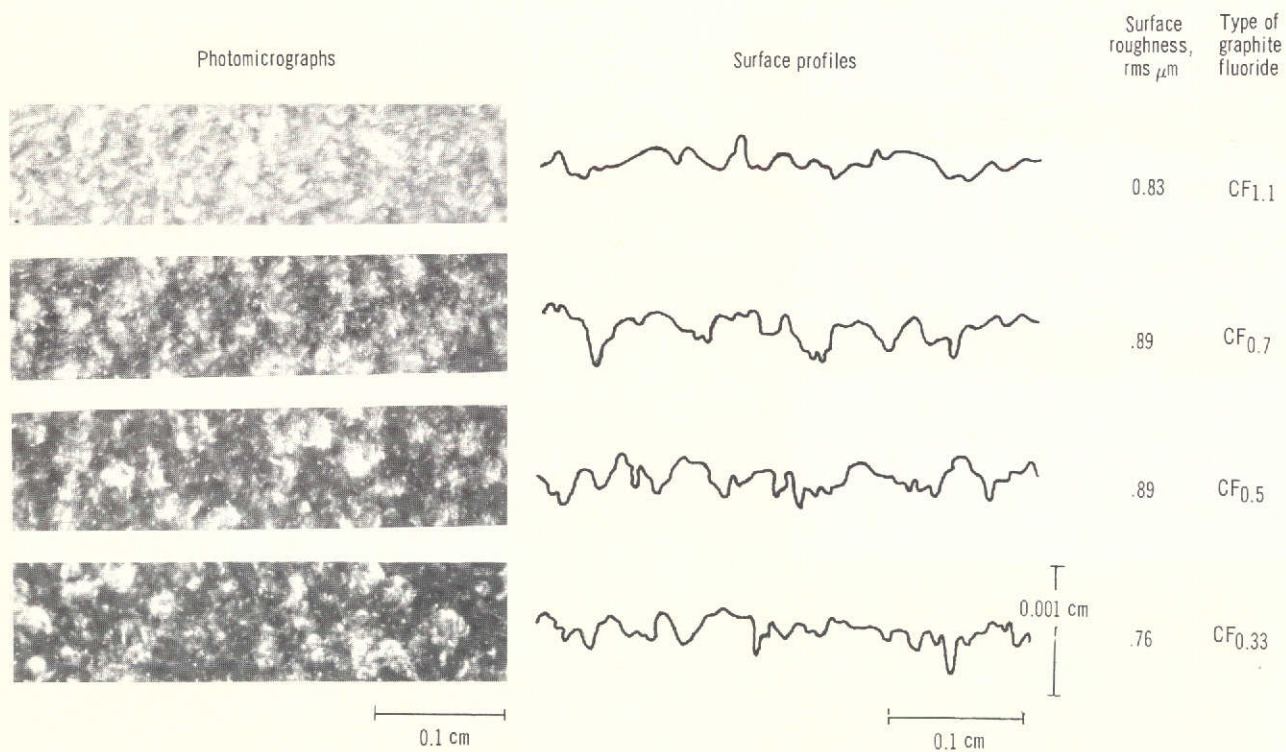 Photomicrographs
Surface profiles
Surface
roughness,
rms μm
Type of
graphite
fluoride
0.83
CF1.1
.89
CF0.7
.89
CF0.5
0.001 cm
.76
CF0.33
0.1 cm
0.1 cm